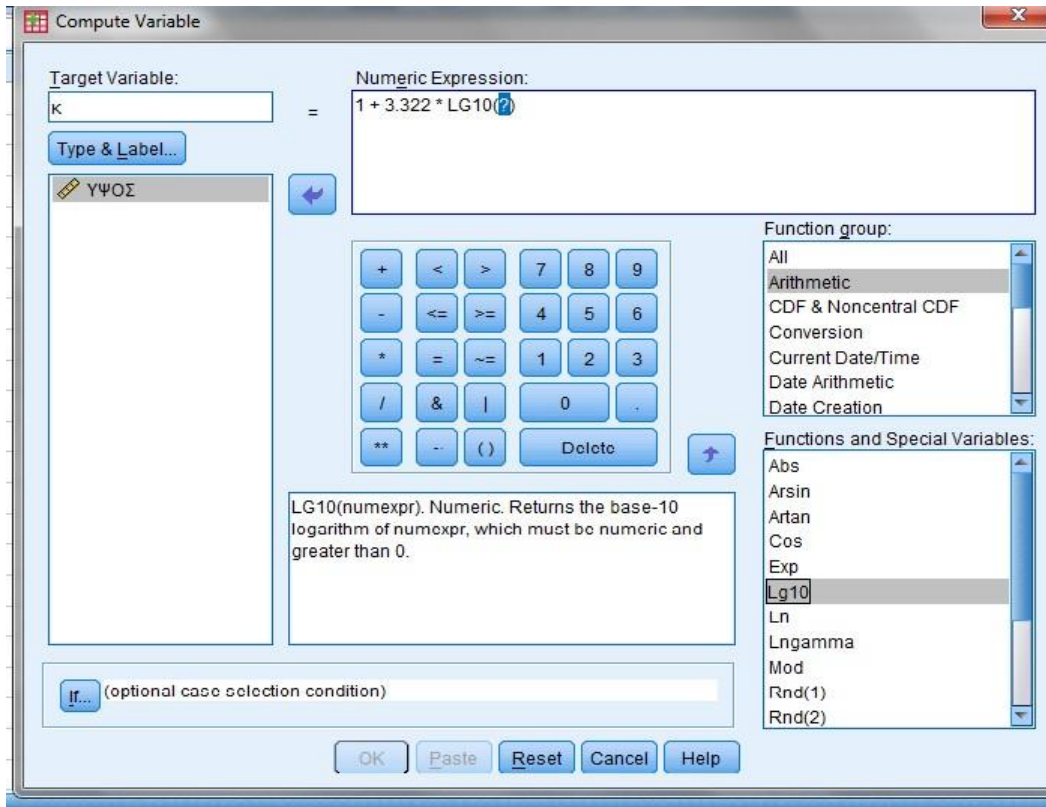 Compute Variable
x
Target Variable:
Numeric Expression:
K
=
1 + 3.322 * LG10(?)
Type & Label...
ΥΨΟΣ
Function group:
All
Arithmetic
CDF & Noncentral CDF
Conversion
Current Date/Time
Date Arithmetic
Date Creation
+ < > 7 8 9
- <= >= 4 5 6
* = ~= 1 2 3
/ & | 0 .
** ~ ( ) Delete
Functions and Special Variables:
Abs
Arsin
Artan
Cos
Exp
Lg10
Ln
Lngamma
Mod
Rnd(1)
Rnd(2)
LG10(numexpr). Numeric. Returns the base-10
logarithm of numexpr, which must be numeric and
greater than 0.
If... (optional case selection condition)
OK Paste Reset Cancel Help